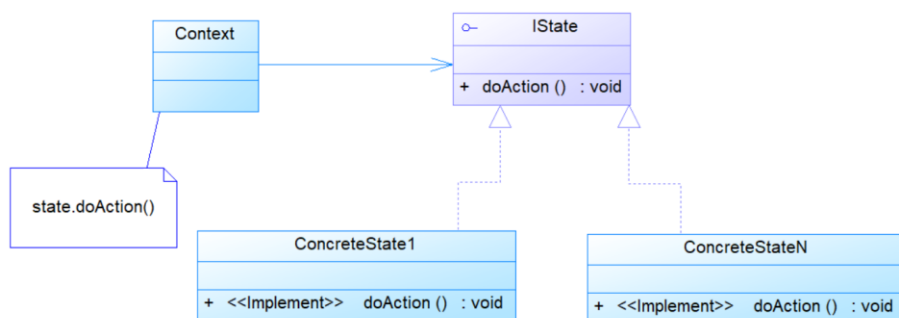 Context
IState
+ doAction () : void
state.doAction()
ConcreteState1
+ <<Implement>> doAction () : void
ConcreteStateN
+ <<Implement>> doAction () : void